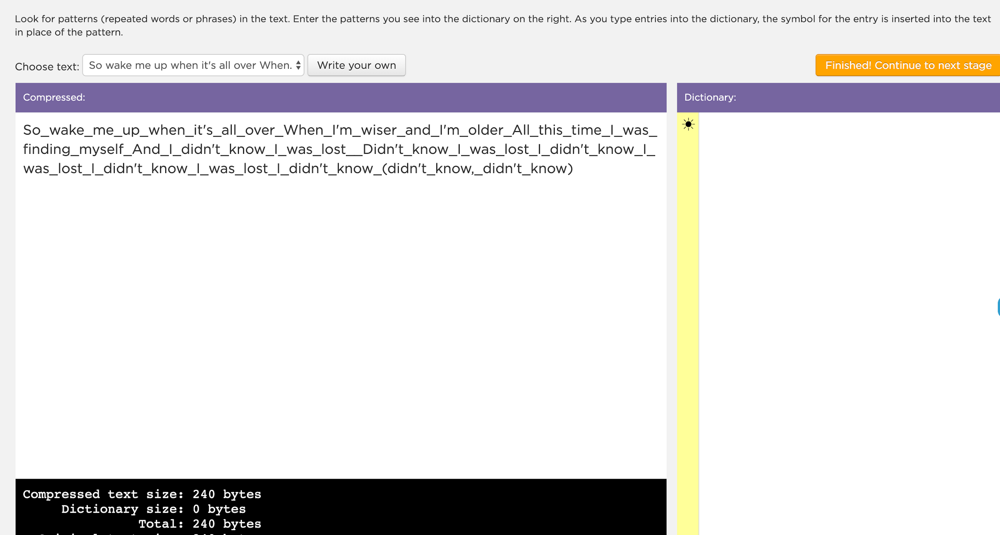 Look for patterns (repeated words or phrases) in the text. Enter the patterns you see into the dictionary on the right. As you type entries into the dictionary, the symbol for the entry is inserted into the text
in place of the pattern.
Choose text: So wake me up when it's all over When. Write your own Finished! Continue to next stage
Compressed: Dictionary:
So_wake_me_up_when_it's_all_over_When_I'm_wiser_and_I'm_older_All_this_time_I_was_
finding_myself_And_I_didn't_know_I_was_lost__Didn't_know_I_was_lost_I_didn't_know_I_
was_lost_I_didn't_know_I_was_lost_I_didn't_know_(didn't_know,_didn't_know)
Compressed text size: 240 bytes
Dictionary size: 0 bytes
Total: 240 bytes